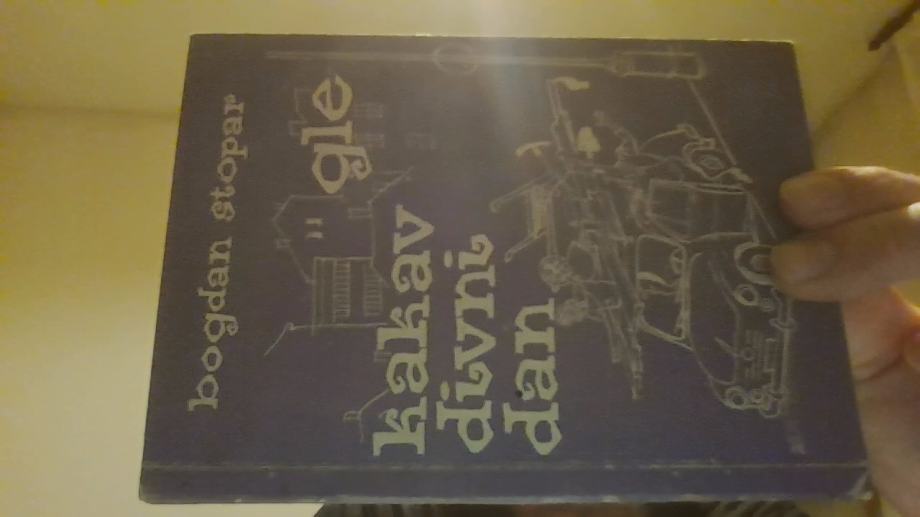 bogdan stopar
gle
kakav
divni
dan